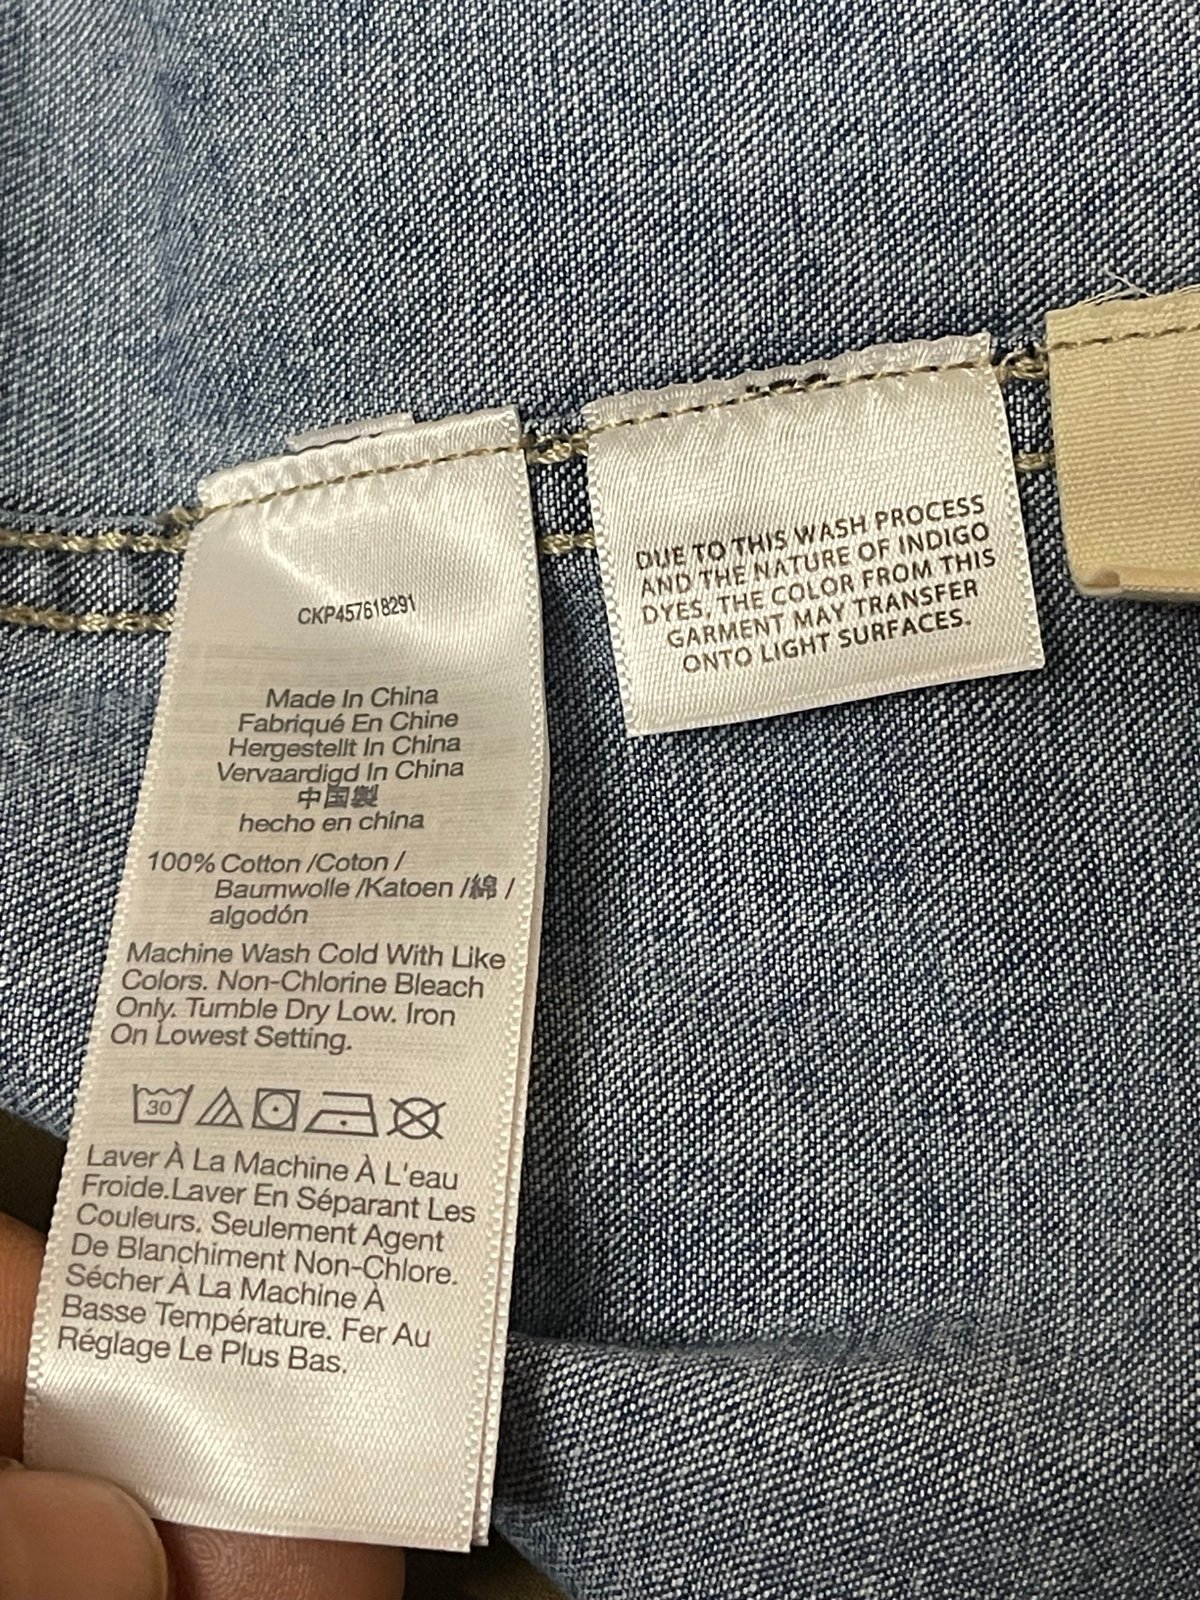 CKP457618291
Made In China
Fabriqué En Chine
Hergestellt In China
Vervaardigd In China
中国製
hecho en china
100% Cotton /Coton /
Baumwolle /Katoen /綿 /
algodón
Machine Wash Cold With Like
Colors. Non-Chlorine Bleach
Only. Tumble Dry Low. Iron
On Lowest Setting.
30
Laver À La Machine À L'eau
Froide.Laver En Séparant Les
Couleurs. Seulement Agent
De Blanchiment Non-Chlore.
Sécher À La Machine À
Basse Température. Fer Au
Réglage Le Plus Bas.
DUE TO THIS WASH PROCESS
AND THE NATURE OF INDIGO
DYES, THE COLOR FROM THIS
GARMENT MAY TRANSFER
ONTO LIGHT SURFACES.